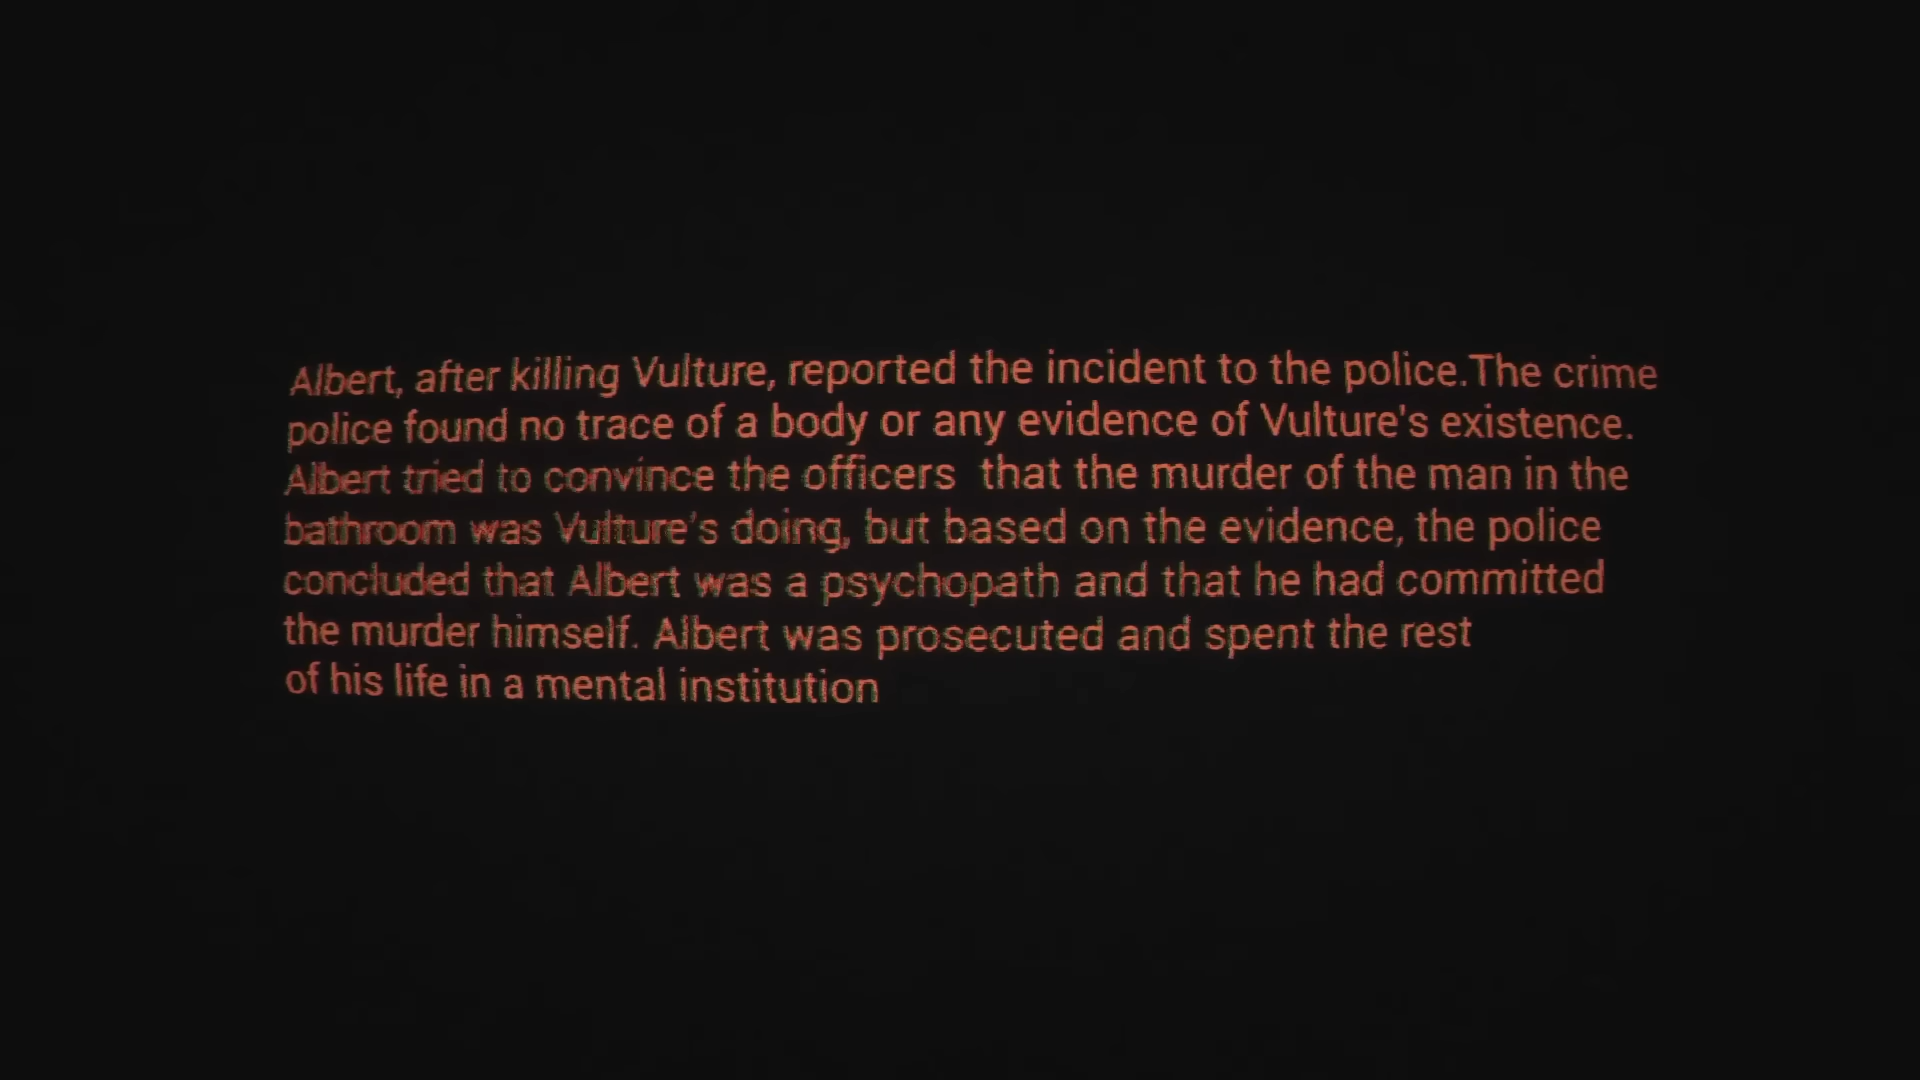 Albert, after killing Vulture, reported the incident to the police.The crime
police found no trace of a body or any evidence of Vulture's existence.
Albert tried to convince the officers  that the murder of the man in the
bathroom was Vulture's doing, but based on the evidence, the police
concluded that Albert was a psychopath and that he had committed
the murder himself. Albert was prosecuted and spent the rest
of his life in a mental institution